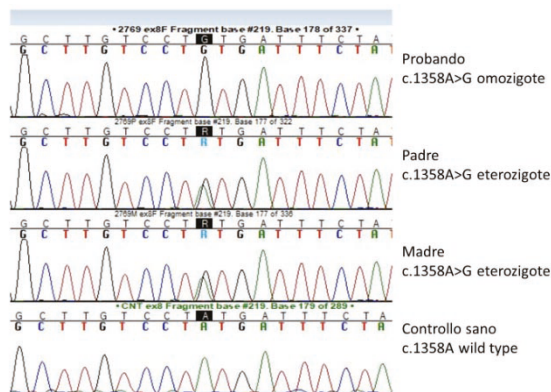 • 2769 ex8F Fragment base #219. Base 178 of 337 •
G C T T G T C C T G T G A T T T C T A
G C T T G T C C T G T G A T T T C T A
Probando
c.1358A>G omozigote
2769P ex8F Fragment base #219. Base 177 of 322
G C T T G T C C T R T G A T T T C T A
G C T T G T C C T R T G A T T T C T A
Padre
c.1358A>G eterozigote
2769M ex8F Fragment base #219. Base 177 of 336
G C T T G T C C T R T G A T T T C T A
G C T T G T C C T R T G A T T T C T A
Madre
c.1358A>G eterozigote
• CNT ex8 Fragment base #219. Base 179 of 289 •
G C T T G T C C T A T G A T T T C T A
G C T T G T C C T A T G A T T T C T A
Controllo sano
c.1358A wild type